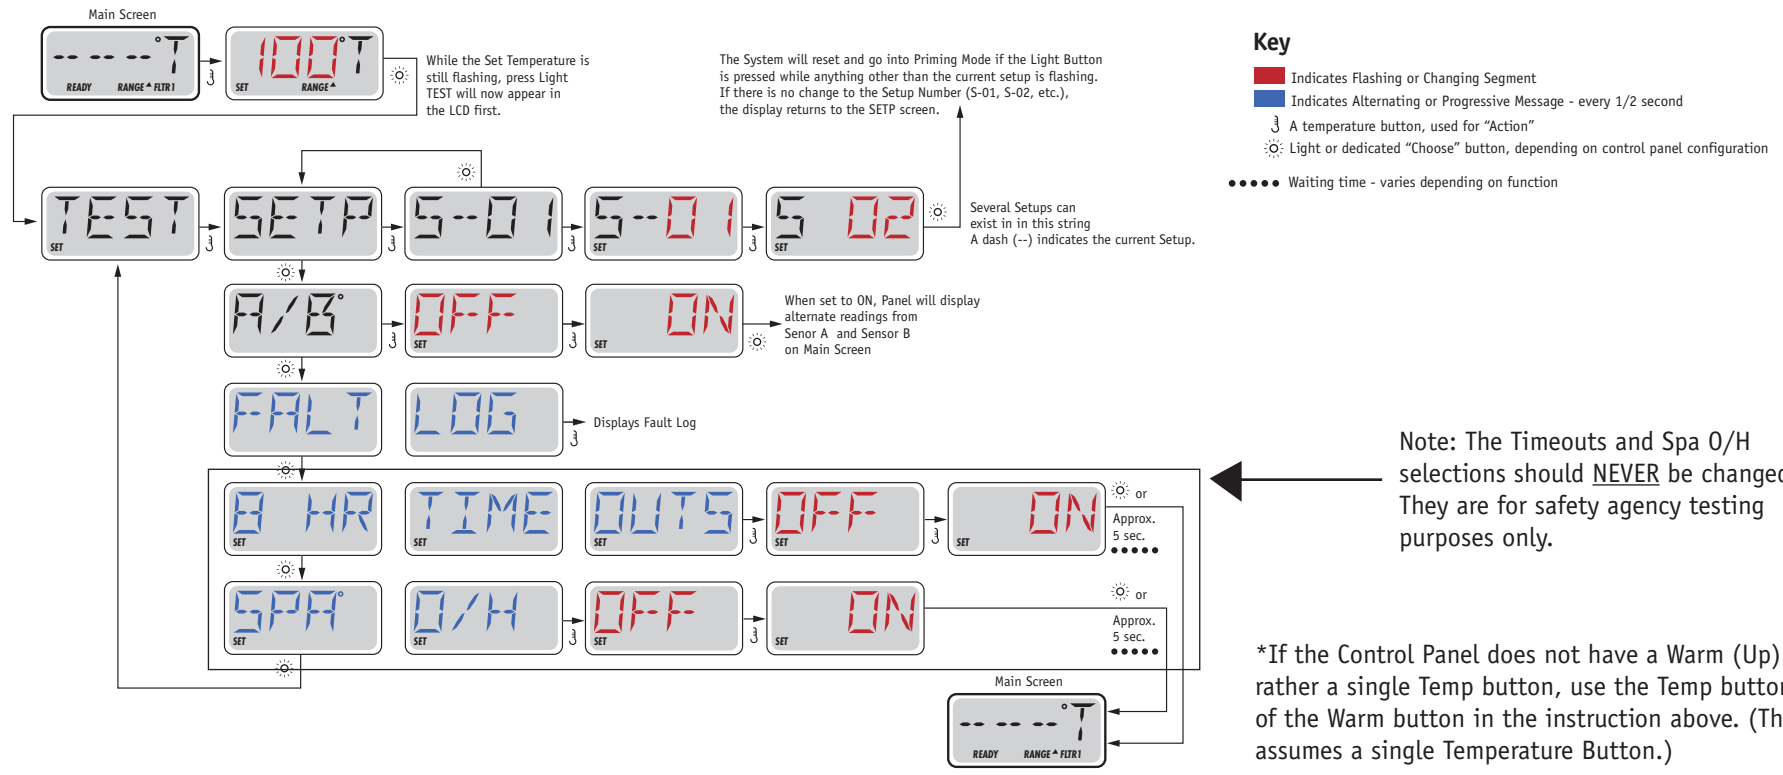 Main Screen
-- -- -- °T
READY RANGE FLTR1
100°T
SET RANGE
While the Set Temperature is
still flashing, press Light
TEST will now appear in
the LCD first.
The System will reset and go into Priming Mode if the Light Button
is pressed while anything other than the current setup is flashing.
If there is no change to the Setup Number (S-01, S-02, etc.),
the display returns to the SETP screen.
Key
Indicates Flashing or Changing Segment
Indicates Alternating or Progressive Message - every 1/2 second
A temperature button, used for “Action”
Light or dedicated “Choose” button, depending on control panel configuration
Waiting time - varies depending on function
TEST
SET
SETP
S-01
S--01
SET
S 02
SET
Several Setups can
exist in in this string
A dash (--) indicates the current Setup.
A/B°
OFF
SET
ON
SET
When set to ON, Panel will display
alternate readings from
Senor A and Sensor B
on Main Screen
FALT
LOG
Displays Fault Log
8 HR
SET
TIME
SET
OUTS
SET
OFF
SET
ON
SET
or
Approx.
5 sec.
SPA°
SET
O/H
SET
OFF
SET
ON
SET
or
Approx.
5 sec.
Main Screen
-- -- -- °T
READY RANGE FLTR1
Note: The Timeouts and Spa O/H
selections should NEVER be changed
They are for safety agency testing
purposes only.
*If the Control Panel does not have a Warm (Up)
rather a single Temp button, use the Temp button
of the Warm button in the instruction above. (Th
assumes a single Temperature Button.)